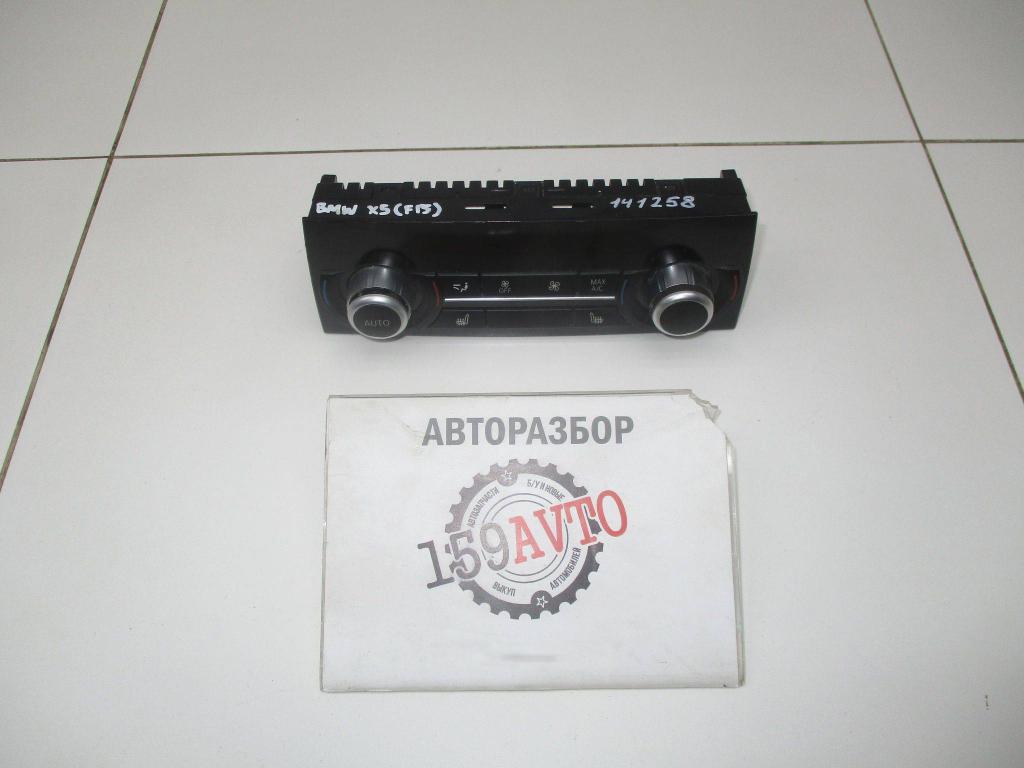 BMW X5 (F15) 141258
OFF MAX A/C
AUTO
АВТОРАЗБОР
АВТОЗАПЧАСТИ Б/У И НОВЫЕ
159AVTO
ВЫКУП АВТОМОБИЛЕЙ